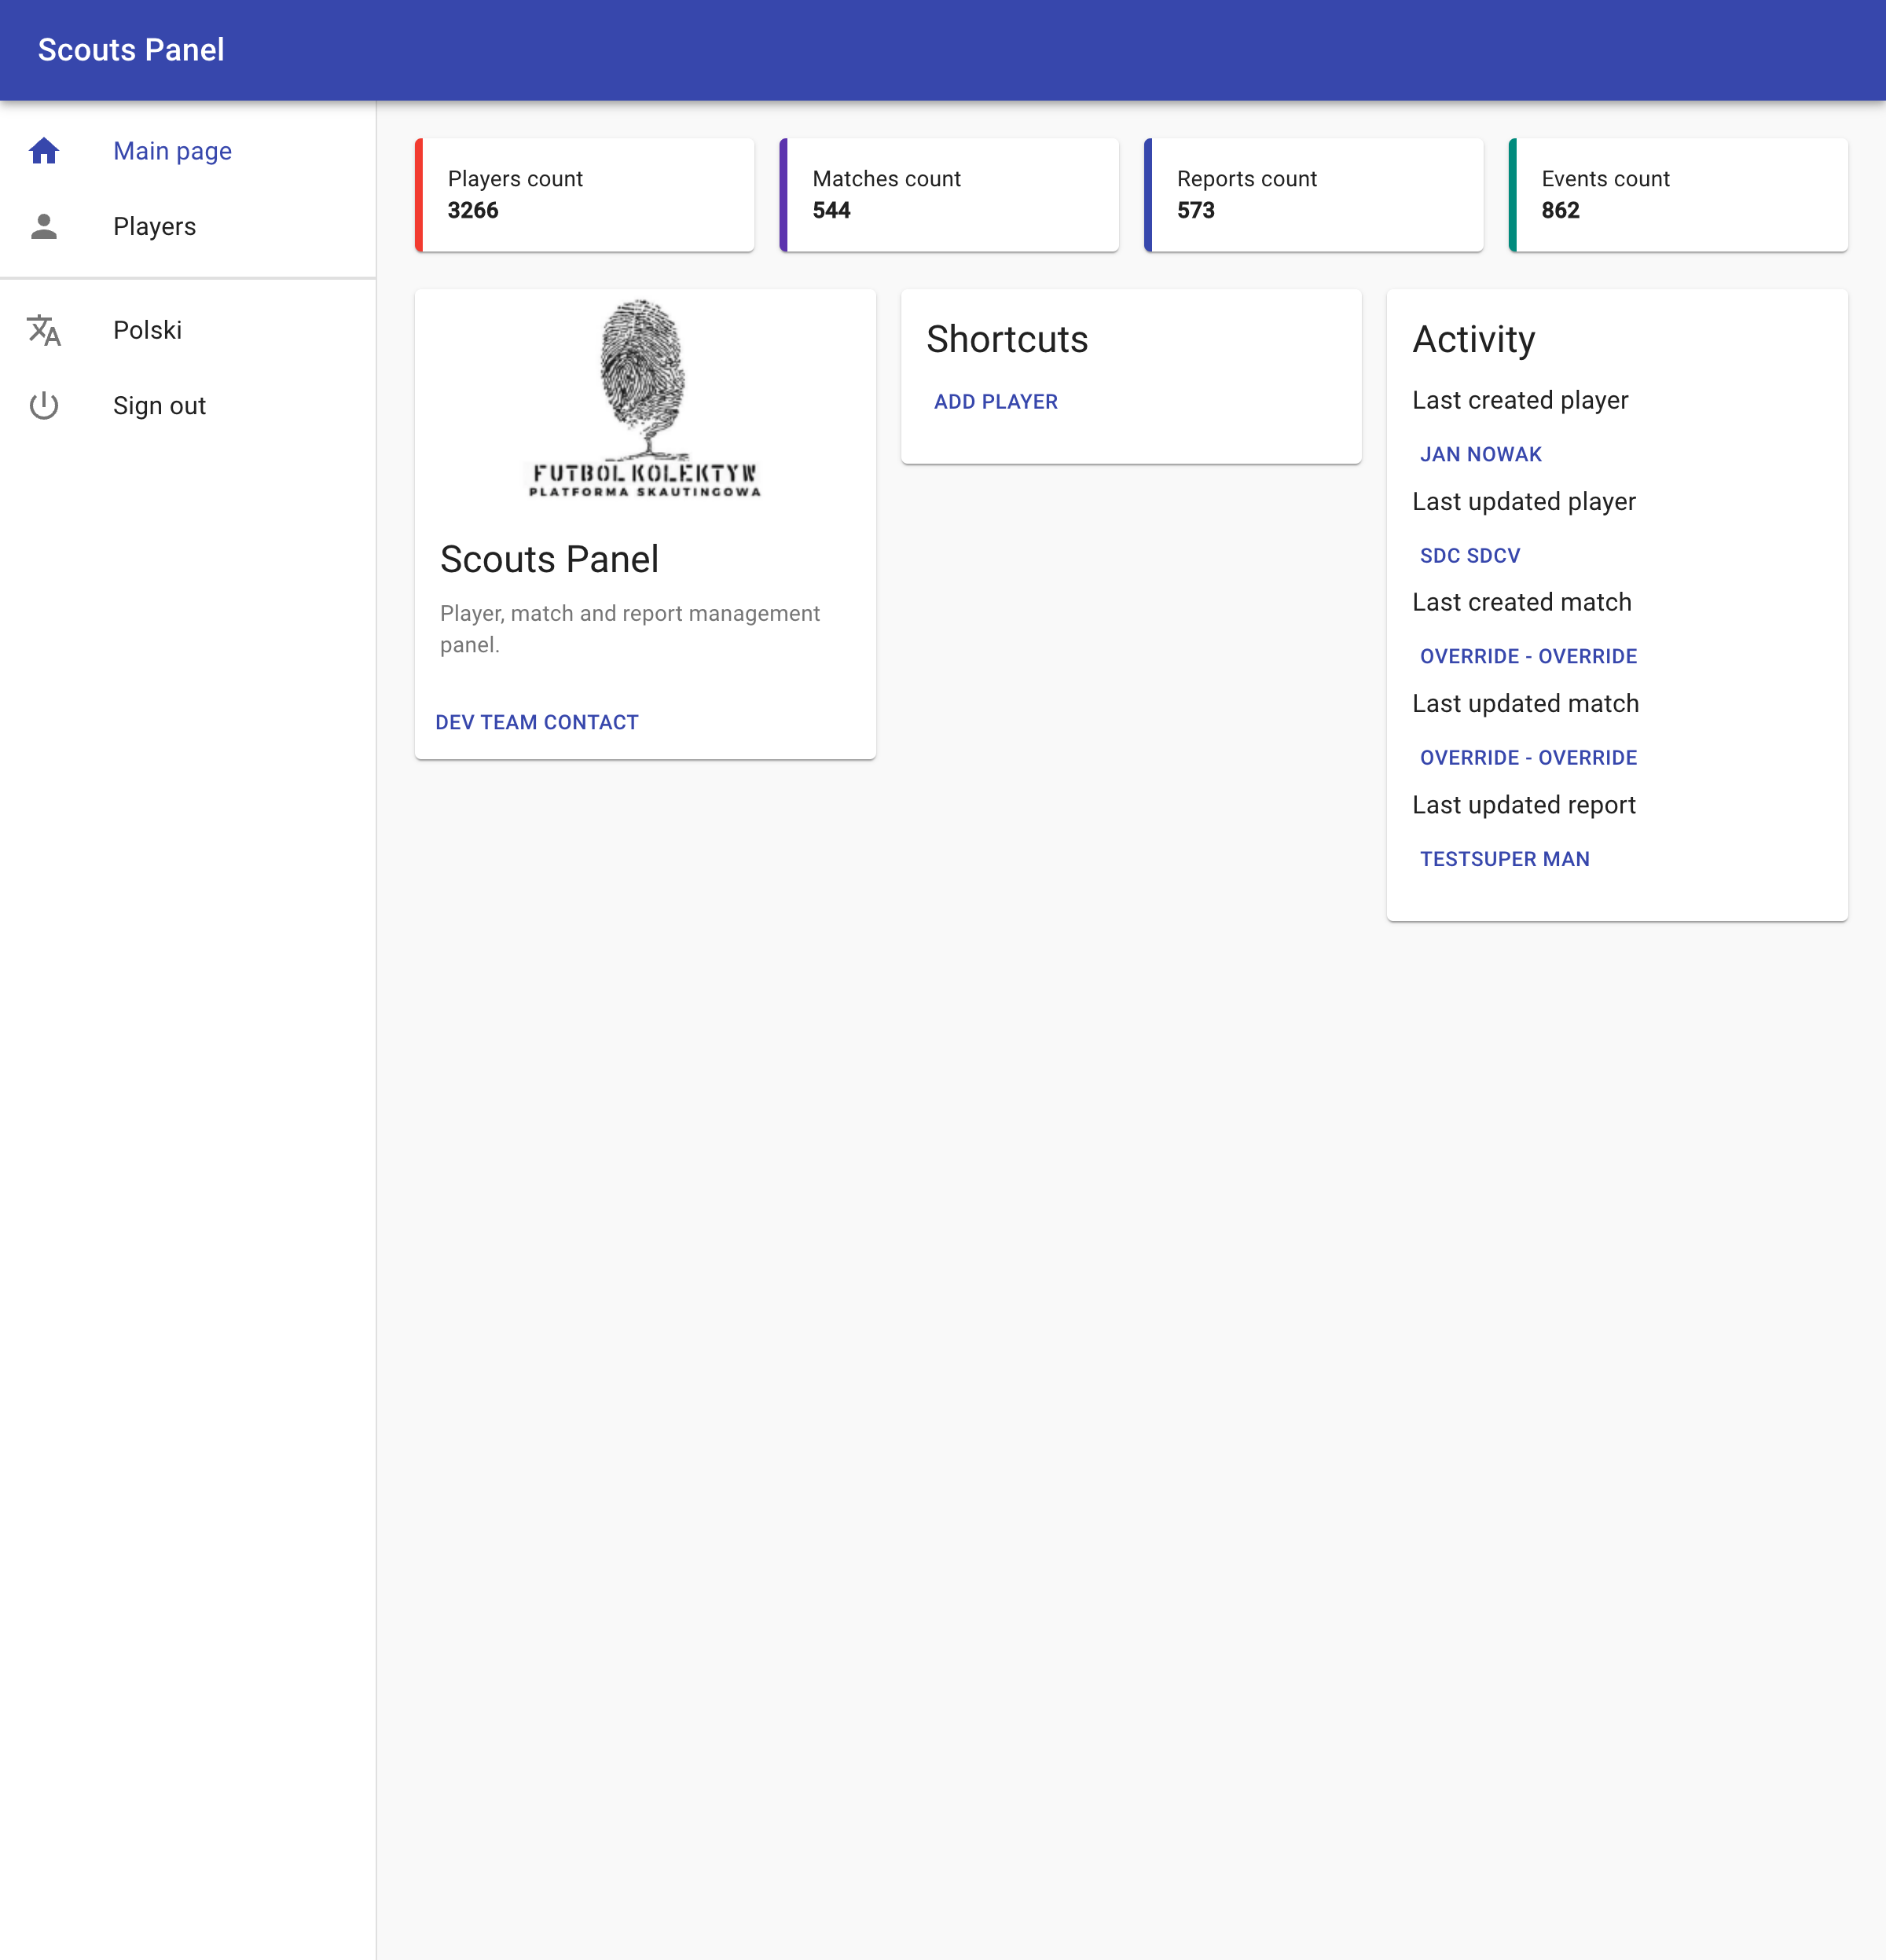 Scouts Panel
Main page
Players
Polski
Sign out
Players count
3266
Matches count
544
Reports count
573
Events count
862
FUTBOL KOLEKTYW
PLATFORMA SKAUTINGOWA
Scouts Panel
Player, match and report management
panel.
DEV TEAM CONTACT
Shortcuts
ADD PLAYER
Activity
Last created player
JAN NOWAK
Last updated player
SDC SDCV
Last created match
OVERRIDE - OVERRIDE
Last updated match
OVERRIDE - OVERRIDE
Last updated report
TESTSUPER MAN